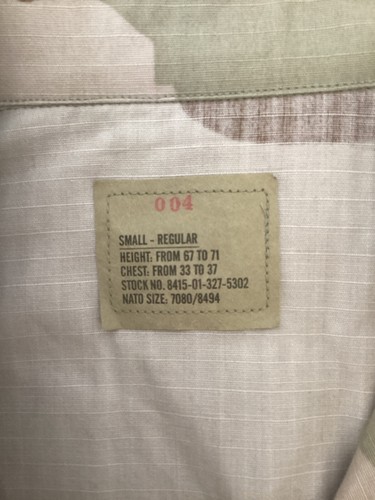 004
SMALL - REGULAR
HEIGHT: FROM 67 TO 71
CHEST: FROM 33 TO 37
STOCK NO. 8415-01-327-5302
NATO SIZE: 7080/8494